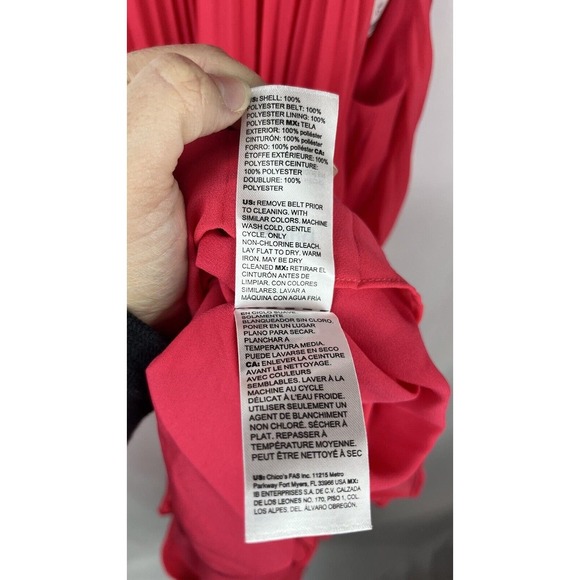 US: SHELL: 100%
POLYESTER BELT: 100%
POLYESTER LINING: 100%
POLYESTER MX: TELA
EXTERIOR: 100% poliéster
CINTURÓN: 100% poliéster
FORRO: 100% poliéster CA:
ÉTOFFE EXTÉRIEURE: 100%
POLYESTER CEINTURE:
100% POLYESTER
DOUBLURE: 100%
POLYESTER
US: REMOVE BELT PRIOR
TO CLEANING. WITH
SIMILAR COLORS, MACHINE
WASH COLD, GENTLE
CYCLE, ONLY
NON-CHLORINE BLEACH.
LAY FLAT TO DRY. WARM
IRON. MAY BE DRY
CLEANED MX: RETIRAR EL
CINTURÓN ANTES DE
LIMPIAR. CON COLORES
SIMILARES. LAVAR A
MÁQUINA CON AGUA FRÍA
EN CICLO SUAVE
SOLAMENTE
BLANQUEADOR SIN CLORO.
PONER EN UN LUGAR
PLANO PARA SECAR.
PLANCHAR A
TEMPERATURA MEDIA.
PUEDE LAVARSE EN SECO
CA: ENLEVER LA CEINTURE
AVANT LE NETTOYAGE.
AVEC COULEURS
SEMBLABLES. LAVER À LA
MACHINE AU CYCLE
DÉLICAT À L'EAU FROIDE.
UTILISER SEULEMENT UN
AGENT DE BLANCHIMENT
NON CHLORÉ. SÉCHER À
PLAT. REPASSER À
TEMPÉRATURE MOYENNE.
PEUT ÊTRE NETTOYÉ À SEC
US: Chico's FAS Inc. 11215 Metro
Parkway Fort Myers, FL 33966 USA MX:
IB ENTERPRISES S.A. DE C.V. CALZADA
DE LOS LEONES NO. 170, PISO 1, COL.
LOS ALPES, DEL. ÁLVARO OBREGÓN.